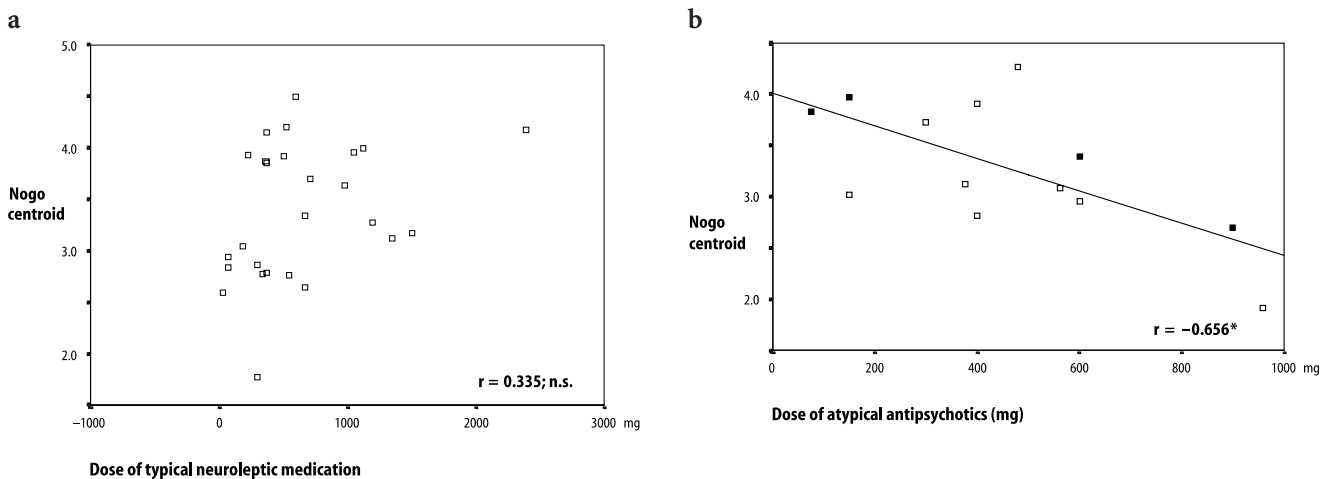 a
5.0
4.0
Nogo
centroid
3.0
2.0
r = 0.335; n.s.
−1000
0
1000
2000
3000
mg
Dose of typical neuroleptic medication
b
4.0
3.0
Nogo
centroid
2.0
r = −0.656*
0
200
400
600
800
1000
mg
Dose of atypical antipsychotics (mg)